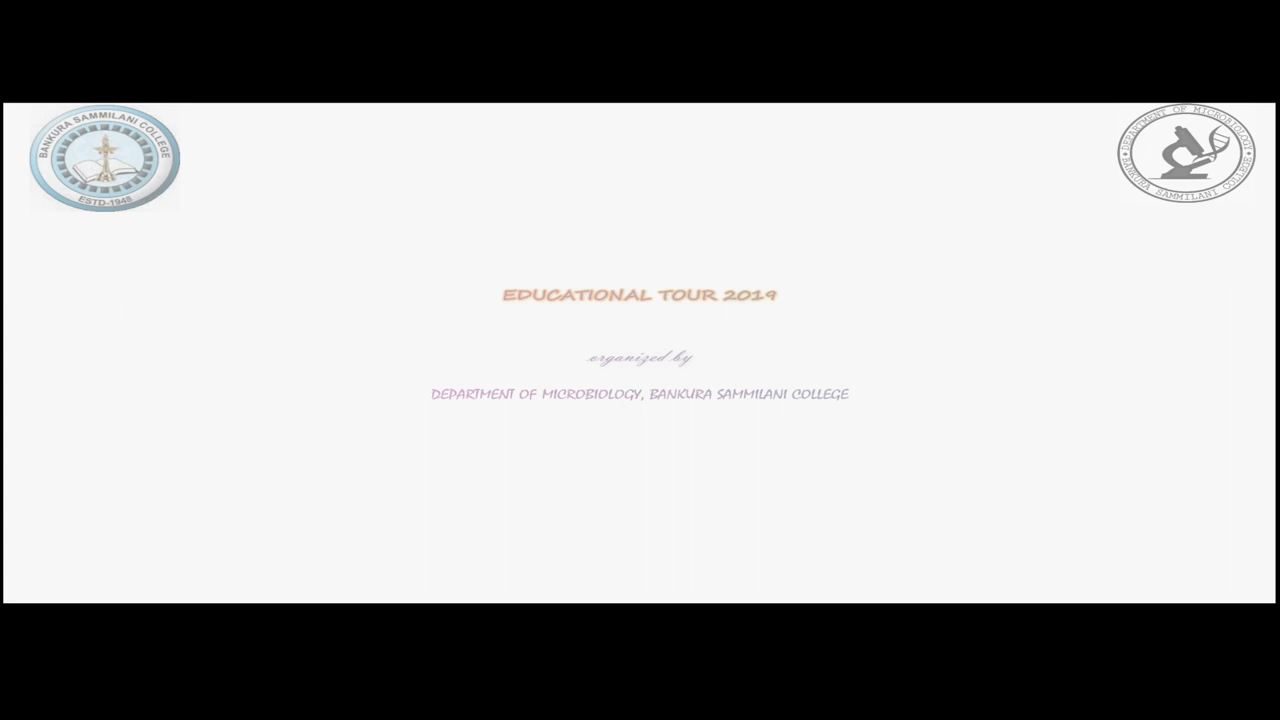 BANKURA SAMMILANI COLLEGE
ESTD-1948
DEPARTMENT OF MICROBIOLOGY
BANKURA SAMMILANI COLLEGE
EDUCATIONAL TOUR 2019
organized by
DEPARTMENT OF MICROBIOLOGY, BANKURA SAMMILANI COLLEGE